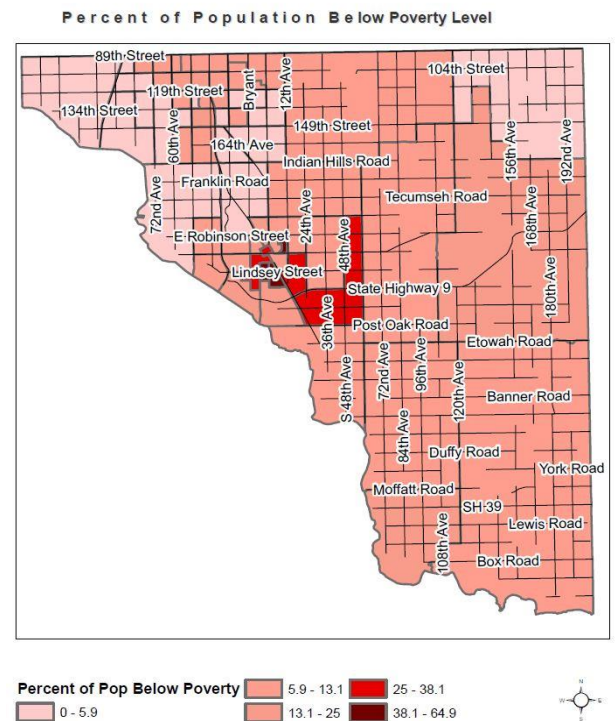 Percent of Population Below Poverty Level
89th Street
104th Street
119th Street
Bryant
12th Ave
134th Street
149th Street
60th Ave
164th Ave
Indian Hills Road
156th Ave
192nd Ave
Franklin Road
72nd Ave
Tecumseh Road
24th Ave
168th Ave
E Robinson Street
48th Ave
Lindsey Street
State Highway 9
180th Ave
36th Ave
Post Oak Road
Etowah Road
S 48th Ave
72nd Ave
96th Ave
120th Ave
Banner Road
84th Ave
Duffy Road
York Road
Moffatt Road
SH 39
Lewis Road
108th Ave
Box Road
Percent of Pop Below Poverty
0 - 5.9
5.9 - 13.1
13.1 - 25
25 - 38.1
38.1 - 64.9
N
W E
S